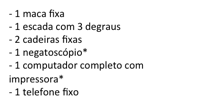 - 1 maca fixa
- 1 escada com 3 degraus
- 2 cadeiras fixas
- 1 negatoscópio*
- 1 computador completo com
impressora*
- 1 telefone fixo